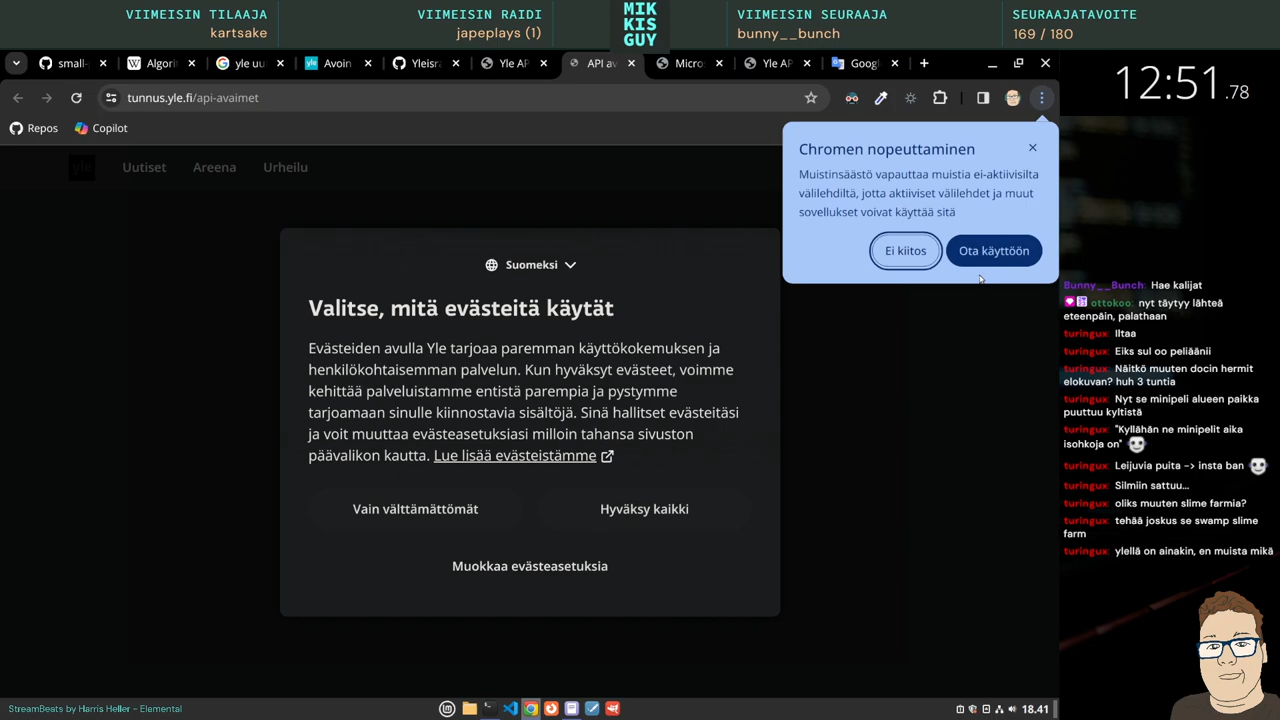 VIIMEISIN TILAAJA
kartsake
VIIMEISIN RAIDI
japeplays (1)
MIK
KIS
GUY
VIIMEISIN SEURAAJA
bunny__bunch
SEURAAJATAVOITE
169 / 180
small-
Algori
yle uu
Avoin
Yleisra
Yle AP
API av
Micros
Yle AP
Googl
tunnus.yle.fi/api-avaimet
Repos
Copilot
12:51.78
yle
Uutiset
Areena
Urheilu
Chromen nopeuttaminen
Muistinsäästö vapauttaa muistia ei-aktiivisilta
välilehdiltä, jotta aktiiviset välilehdet ja muut
sovellukset voivat käyttää sitä
Ei kiitos
Ota käyttöön
Suomeksi
Valitse, mitä evästeitä käytät
Evästeiden avulla Yle tarjoaa paremman käyttökokemuksen ja
henkilökohtaisemman palvelun. Kun hyväksyt evästeet, voimme
kehittää palveluistamme entistä parempia ja pystymme
tarjoamaan sinulle kiinnostavia sisältöjä. Sinä hallitset evästeitäsi
ja voit muuttaa evästeasetuksiasi milloin tahansa sivuston
päävalikon kautta. Lue lisää evästeistämme
Vain välttämättömät
Hyväksy kaikki
Muokkaa evästeasetuksia
Bunny__Bunch: Hae kalijat
ottokoo: nyt täytyy lähteä
eteenpäin, palathaan
turingux: Iltaa
turingux: Eiks sul oo peliäänii
turingux: Näitkö muuten docin hermit
elokuvan? huh 3 tuntia
turingux: Nyt se minipeli alueen paikka
puuttuu kyltistä
turingux: "Kyllähän ne minipelit aika
isohkoja on"
turingux: Leijuvia puita -> insta ban
turingux: Silmiin sattuu...
turingux: oliks muuten slime farmia?
turingux: tehää joskus se swamp slime
farm
turingux: ylellä on ainakin, en muista mikä
StreamBeats by Harris Heller - Elemental
18.41